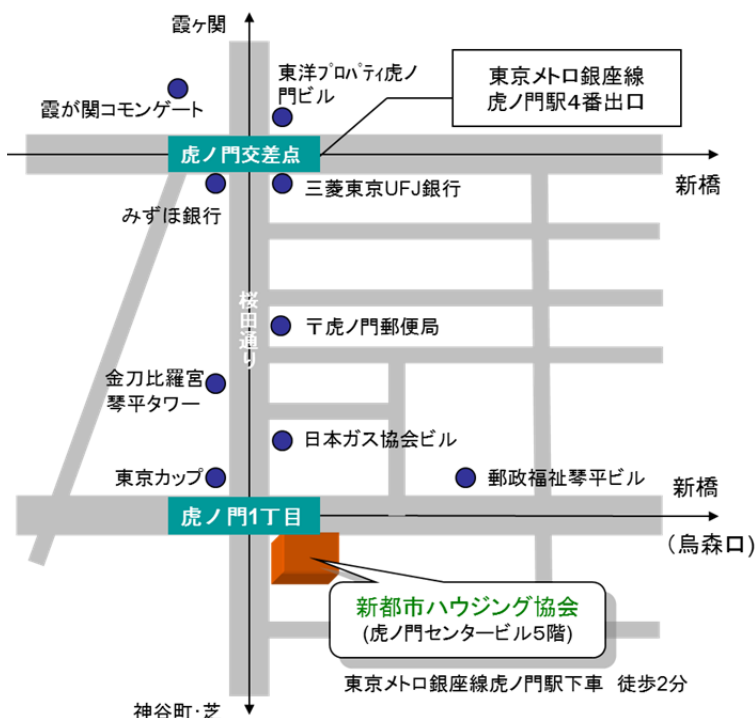 霞ヶ関
東洋プロパティ虎ノ
門ビル
霞が関コモンゲート
東京メトロ銀座線
虎ノ門駅4番出口
虎ノ門交差点
新橋
みずほ銀行
三菱東京UFJ銀行
桜田通り
〒虎ノ門郵便局
金刀比羅宮
琴平タワー
日本ガス協会ビル
東京カップ
郵政福祉琴平ビル
新橋
(烏森口)
虎ノ門1丁目
新都市ハウジング協会
(虎ノ門センタービル5階)
東京メトロ銀座線虎ノ門駅下車 徒歩2分
神谷町・芝